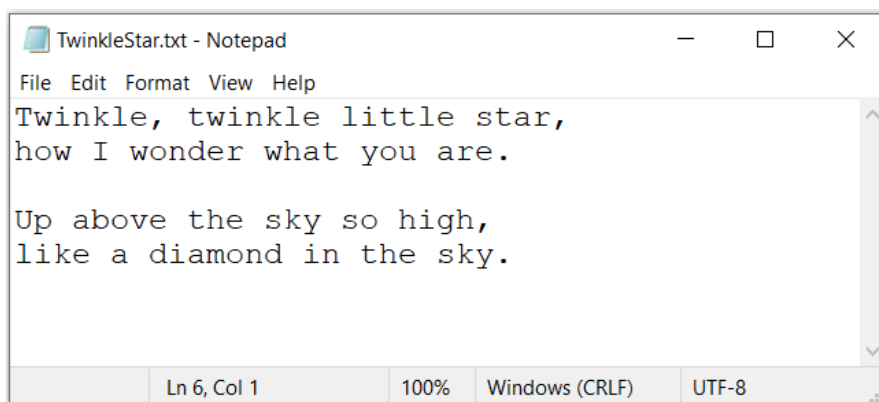 TwinkleStar.txt - Notepad
File Edit Format View Help
Twinkle, twinkle little star,
how I wonder what you are.

Up above the sky so high,
like a diamond in the sky.
Ln 6, Col 1 100% Windows (CRLF) UTF-8